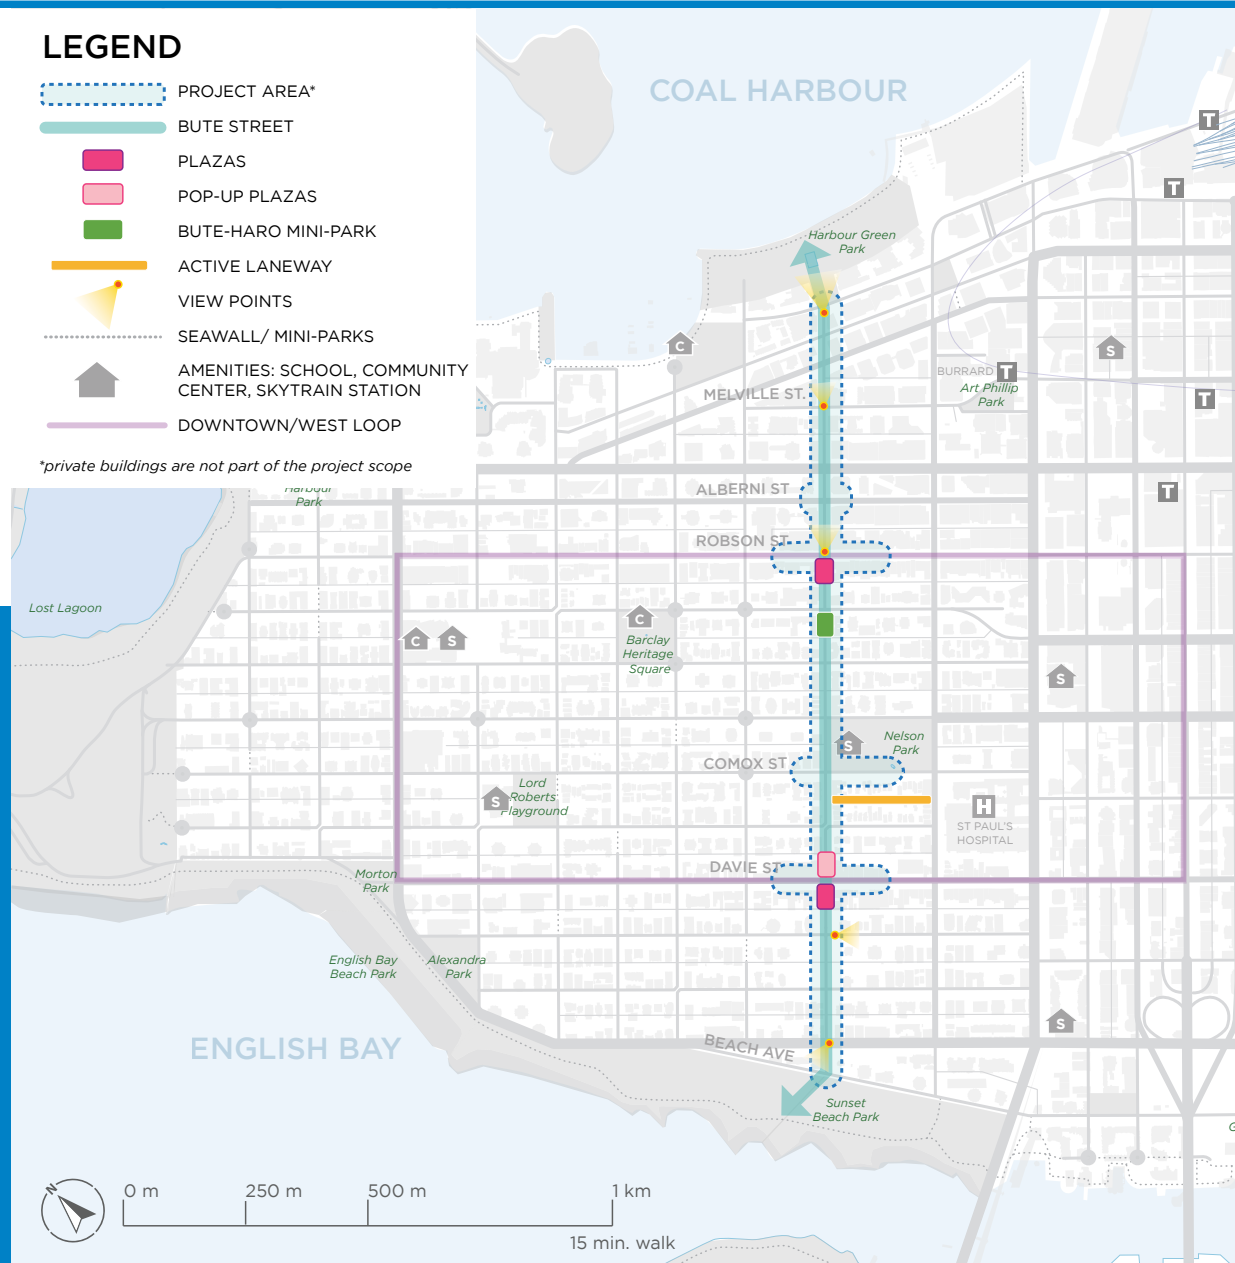 LEGEND
PROJECT AREA*
BUTE STREET
PLAZAS
POP-UP PLAZAS
BUTE-HARO MINI-PARK
ACTIVE LANEWAY
VIEW POINTS
SEAWALL/ MINI-PARKS
AMENITIES: SCHOOL, COMMUNITY
CENTER, SKYTRAIN STATION
DOWNTOWN/WEST LOOP
*private buildings are not part of the project scope
COAL HARBOUR
T
T
Harbour Green
Park
C
S
MELVILLE ST.
BURRARD T
Art Phillip
Park
T
Harbour
Park
ALBERNI ST
T
ROBSON ST
Lost Lagoon
C
C
S
Barclay
Heritage
Square
S
S
Nelson
Park
COMOX ST
Lord
Roberts
Playground
S
H
ST PAUL'S
HOSPITAL
DAVIE ST
Morton
Park
English Bay
Beach Park
Alexandra
Park
S
ENGLISH BAY
BEACH AVE
Sunset
Beach Park
G
N
0 m
250 m
500 m
1 km
15 min. walk